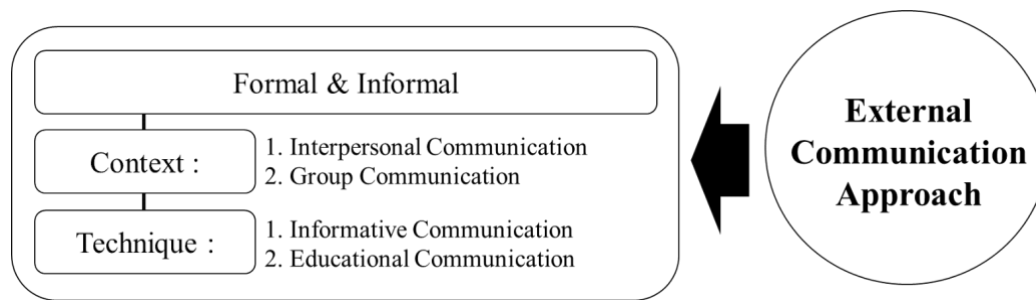 Formal & Informal
Context :
1. Interpersonal Communication
2. Group Communication
Technique :
1. Informative Communication
2. Educational Communication
External
Communication
Approach